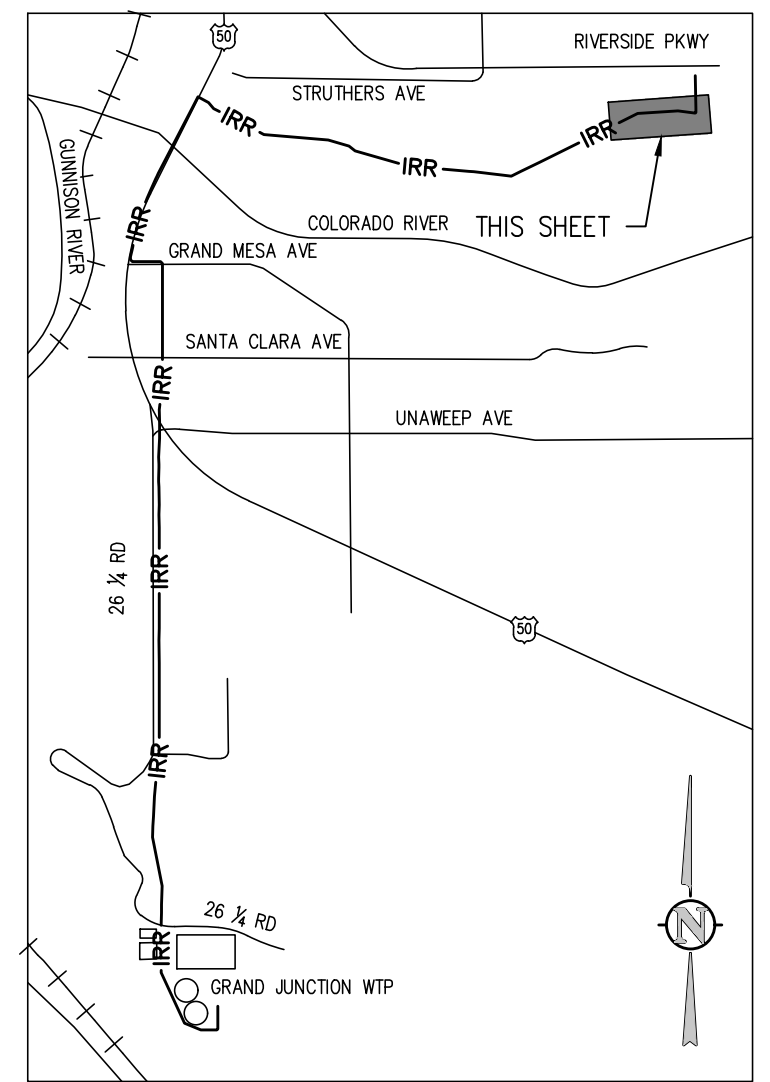 50
RIVERSIDE PKWY
STRUTHERS AVE
IRR
IRR
IRR
GUNNISON RIVER
IRR
COLORADO RIVER
THIS SHEET
GRAND MESA AVE
SANTA CLARA AVE
IRR
UNAWEEP AVE
26 ¼ RD
IRR
50
IRR
26 ¼ RD
N
IRR
GRAND JUNCTION WTP